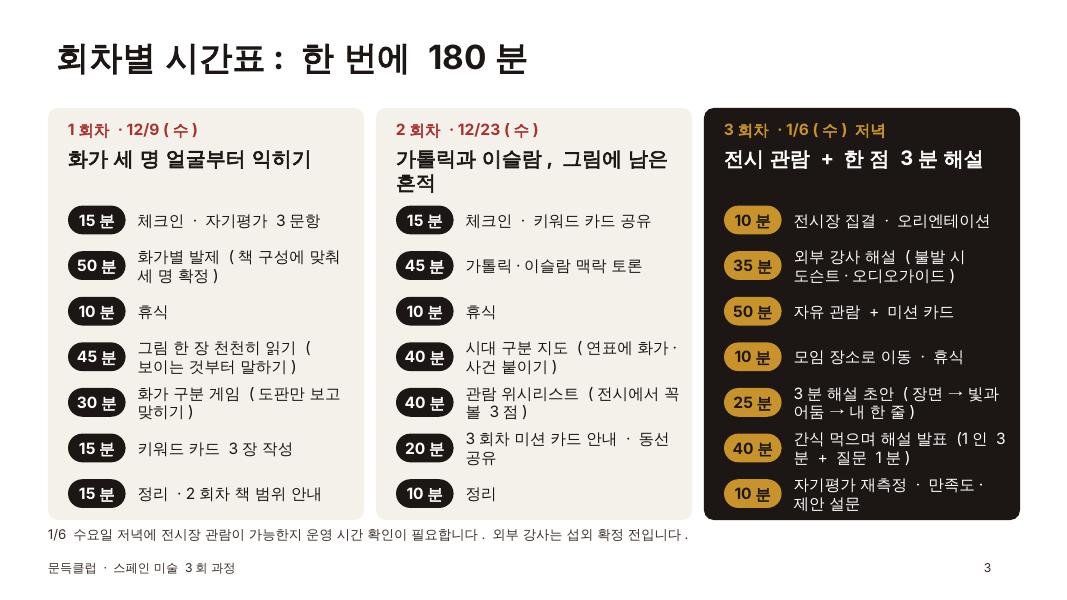 회차별 시간표 : 한 번에 180 분
1 회차 · 12/9 ( 수 )
화가 세 명 얼굴부터 익히기
15 분 체크인 · 자기평가 3 문항
50 분 화가별 발제 ( 책 구성에 맞춰
세 명 확정 )
10 분 휴식
45 분 그림 한 장 천천히 읽기 (
보이는 것부터 말하기 )
30 분 화가 구분 게임 ( 도판만 보고
맞히기 )
15 분 키워드 카드 3 장 작성
15 분 정리 · 2 회차 책 범위 안내
2 회차 · 12/23 ( 수 )
가톨릭과 이슬람 , 그림에 남은
흔적
15 분 체크인 · 키워드 카드 공유
45 분 가톨릭 · 이슬람 맥락 토론
10 분 휴식
40 분 시대 구분 지도 ( 연표에 화가 ·
사건 붙이기 )
40 분 관람 위시리스트 ( 전시에서 꼭
볼 3 점 )
20 분 3 회차 미션 카드 안내 · 동선
공유
10 분 정리
3 회차 · 1/6 ( 수 ) 저녁
전시 관람 + 한 점 3 분 해설
10 분 전시장 집결 · 오리엔테이션
35 분 외부 강사 해설 ( 불발 시
도슨트 · 오디오가이드 )
50 분 자유 관람 + 미션 카드
10 분 모임 장소로 이동 · 휴식
25 분 3 분 해설 초안 ( 장면 → 빛과
어둠 → 내 한 줄 )
40 분 간식 먹으며 해설 발표 (1 인 3
분 + 질문 1 분 )
10 분 자기평가 재측정 · 만족도 ·
제안 설문
1/6 수요일 저녁에 전시장 관람이 가능한지 운영 시간 확인이 필요합니다 . 외부 강사는 섭외 확정 전입니다 .
문득클럽 · 스페인 미술 3 회 과정
3